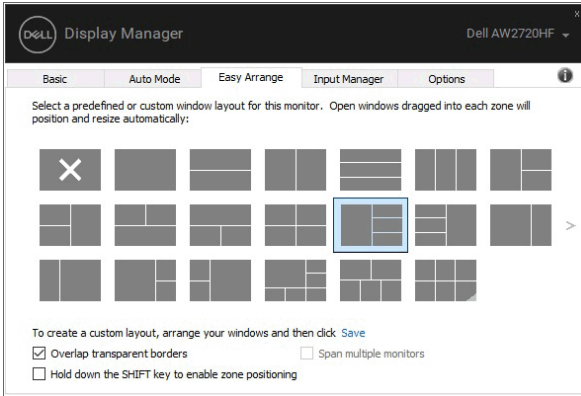 DELL Display Manager Dell AW2720HF
Basic Auto Mode Easy Arrange Input Manager Options
Select a predefined or custom window layout for this monitor. Open windows dragged into each zone will
position and resize automatically:
To create a custom layout, arrange your windows and then click Save
Overlap transparent borders Span multiple monitors
Hold down the SHIFT key to enable zone positioning